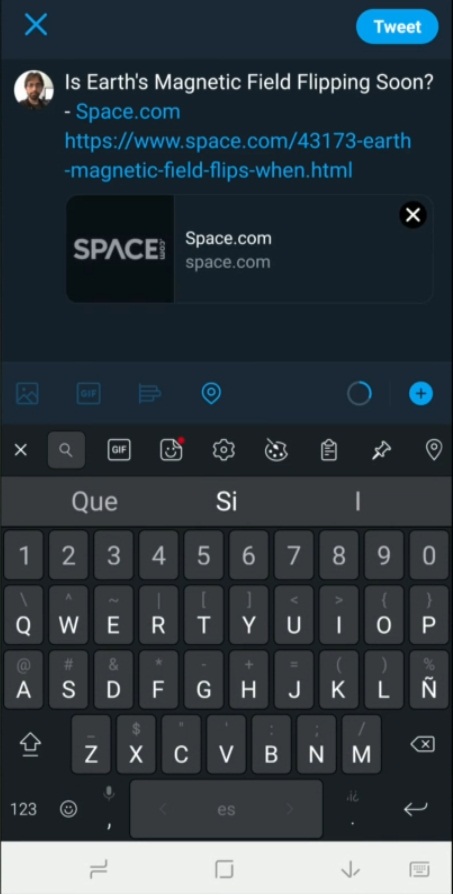 Tweet
Is Earth's Magnetic Field Flipping Soon?
- Space.com
https://www.space.com/43173-earth
-magnetic-field-flips-when.html
SPACE.com
Space.com
space.com
GIF
GIF
Que Si I
1 2 3 4 5 6 7 8 9 0
\ ^ ~ | [ ] < > { }
Q W E R T Y U I O P
@ # & * - + = ( ) %
A S D F G H J K L Ñ
_ $ " ' : ; /
Z X C V B N M
123 , < es > .